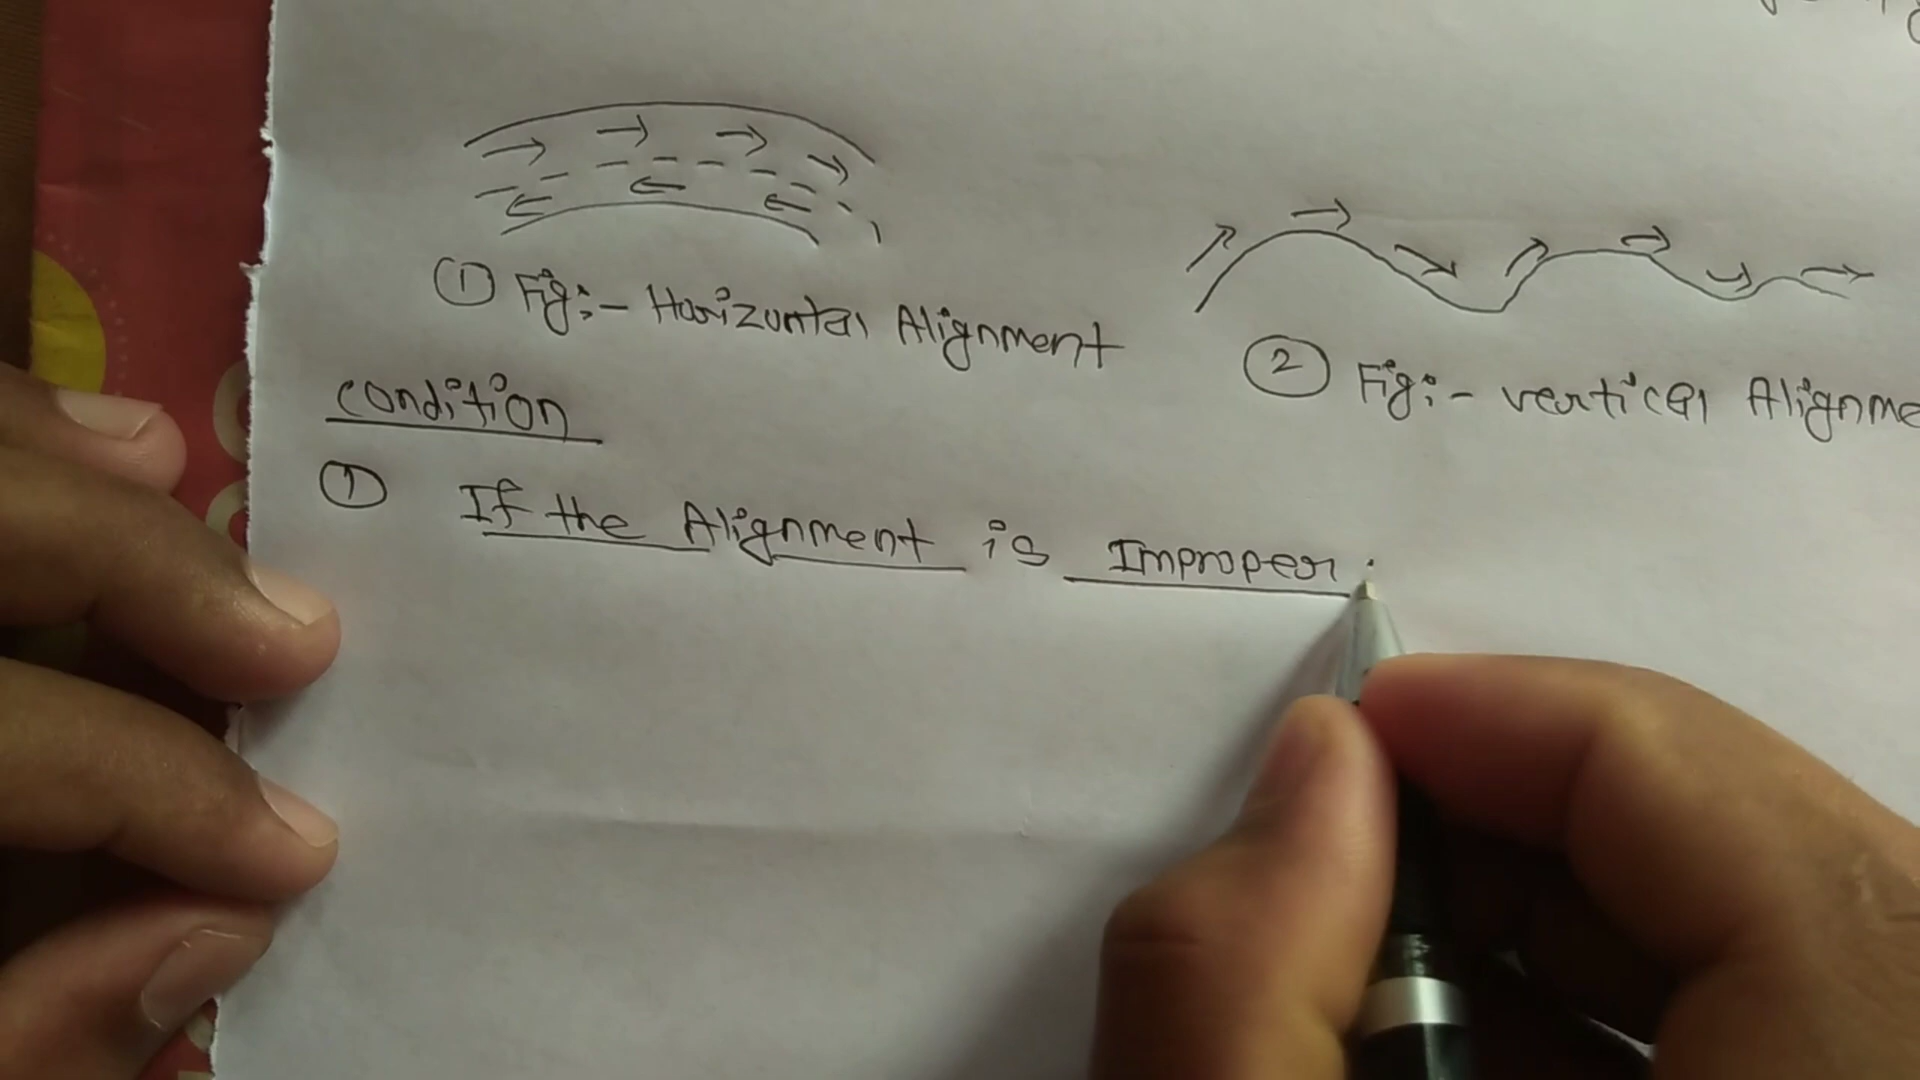 ① Fig:- Horizontal Alignment
② Fig:- vertical Alignme
condition
① If the Alignment is Improper